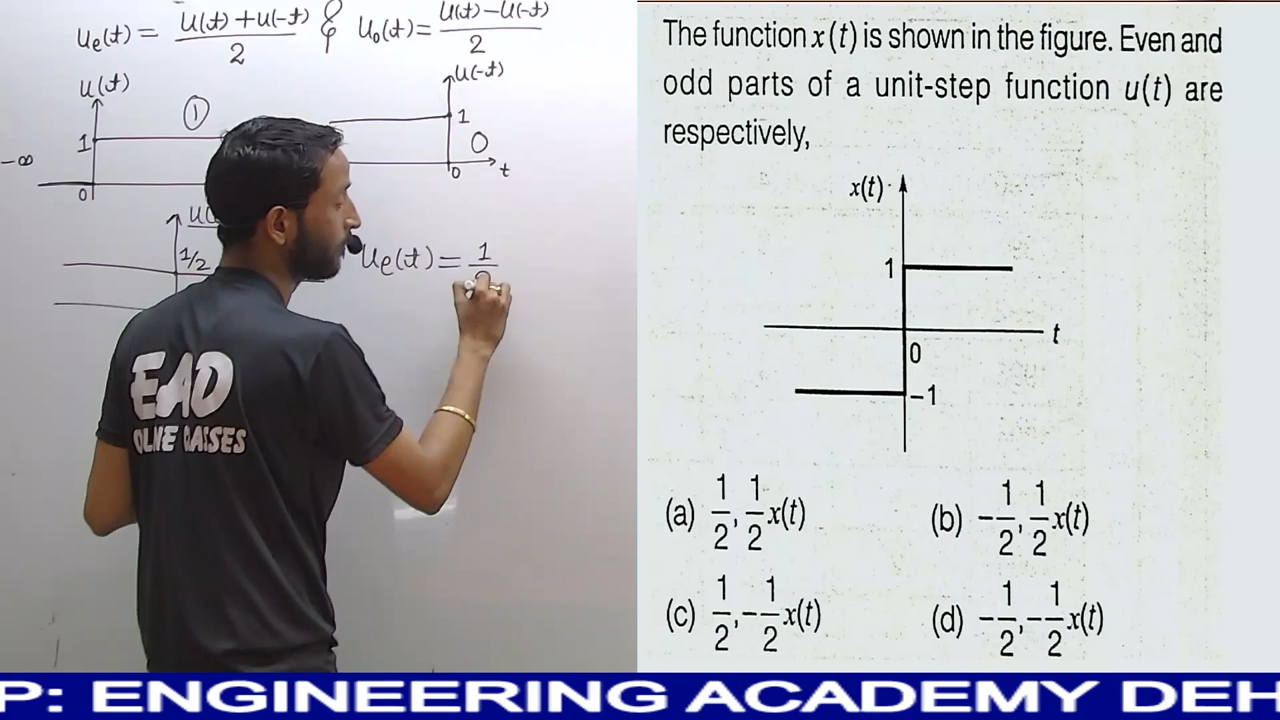 uₑ(t) = u(t)+u(-t)/2 & u₀(t) = u(t)-u(-t)/2
u(t)
①
1
-∞
0
u(-t)
1
0
0
t
1/2
uₑ(t) = 1/
EAD
The function x(t) is shown in the figure. Even and
odd parts of a unit-step function u(t) are
respectively,
x(t)
1
t
0
-1
(a) 1/2, 1/2 x(t)
(b) -1/2, 1/2 x(t)
(c) 1/2, -1/2 x(t)
(d) -1/2, -1/2 x(t)
P: ENGINEERING ACADEMY DEH